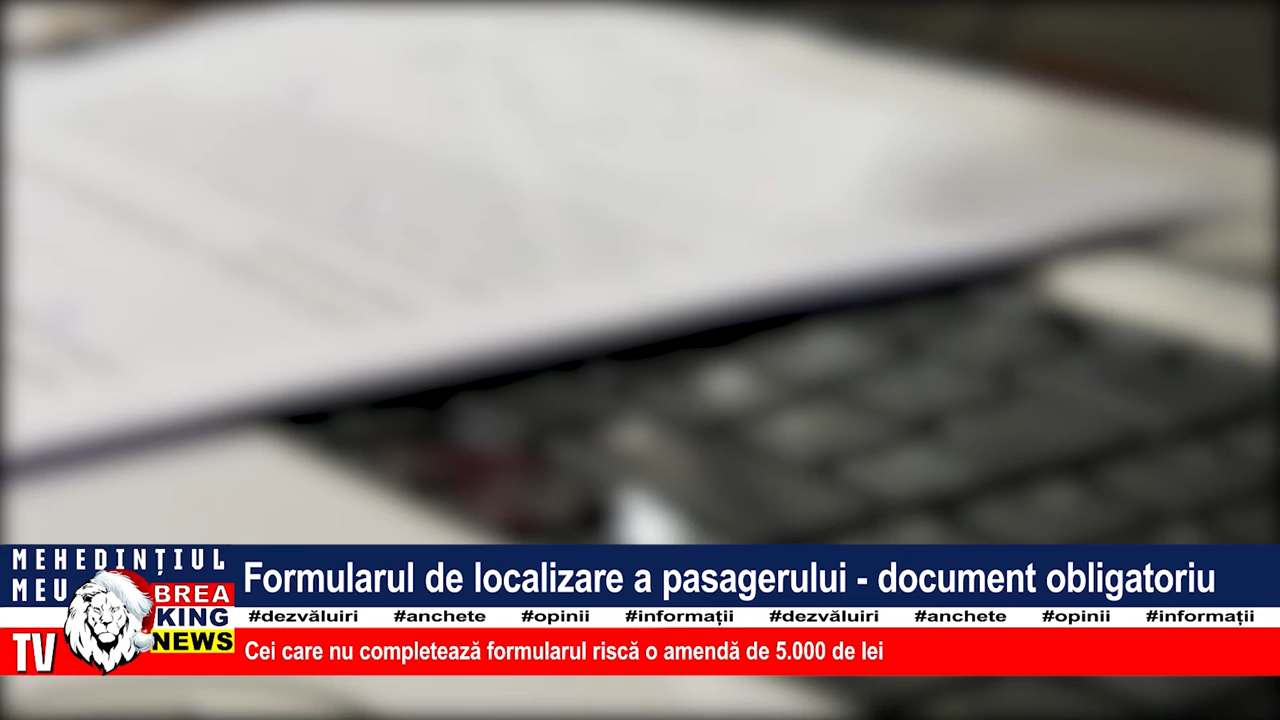 MEHEDINȚIUL
MEU
TV
BREA
KING
NEWS
Formularul de localizare a pasagerului - document obligatoriu
#dezvăluiri #anchete #opinii #informații #dezvăluiri #anchete #opinii #informații
Cei care nu completează formularul riscă o amendă de 5.000 de lei